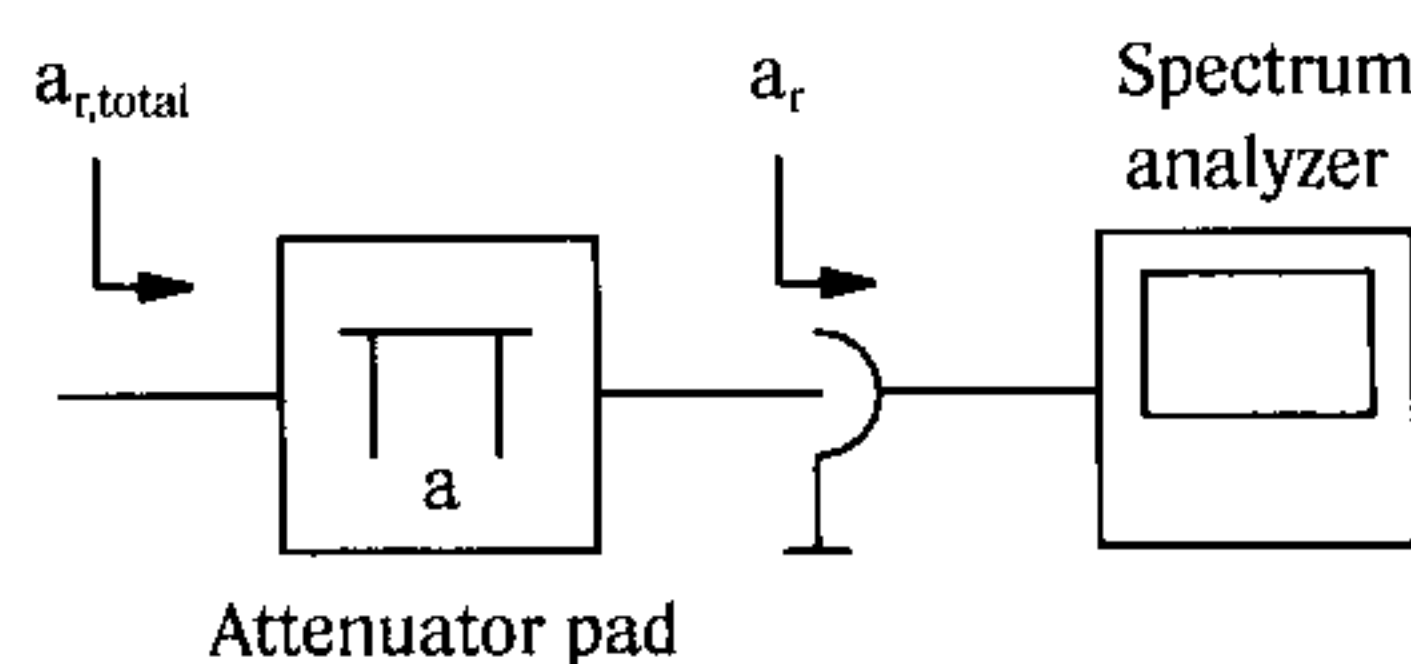 a_r,total
a_r
Spectrum
analyzer
a
Attenuator pad